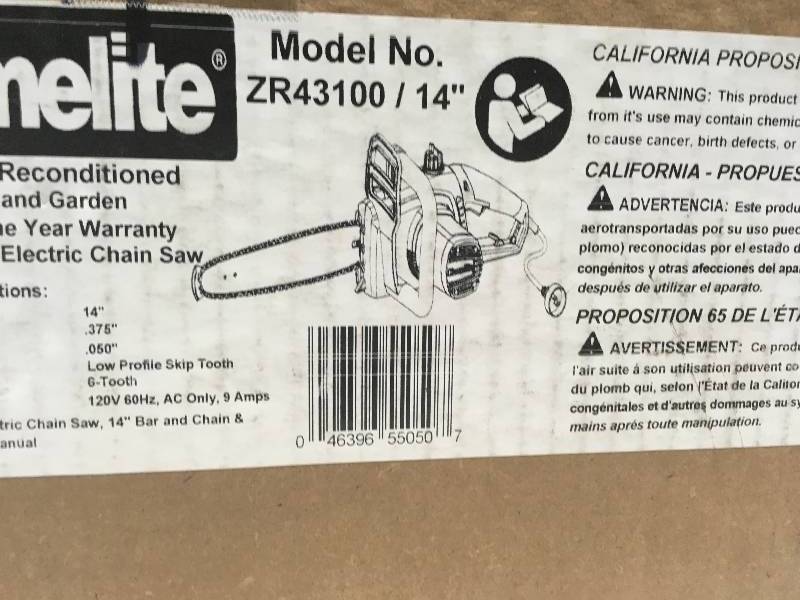 melite®
Reconditioned
and Garden
ne Year Warranty
Electric Chain Saw
tions:
14"
.375"
.050"
Low Profile Skip Tooth
6-Tooth
120V 60Hz, AC Only, 9 Amps
tric Chain Saw, 14" Bar and Chain &
anual
Model No.
ZR43100 / 14"
0 46396 55050 7
CALIFORNIA PROPOSI
WARNING: This product
from it's use may contain chemic
to cause cancer, birth defects, or
CALIFORNIA - PROPUES
ADVERTENCIA: Este produ
aerotransportadas por su uso pued
plomo) reconocidas por el estado d
congénitos y otras afecciones del apa
después de utilizar el aparato.
PROPOSITION 65 DE L'ÉTA
AVERTISSEMENT: Ce produ
l'air suite á son utilisation peuvent co
du plomb qui, selon l'État de la Califor
congénitales et d'autres dommages au sy
mains aprés toute manipulation.